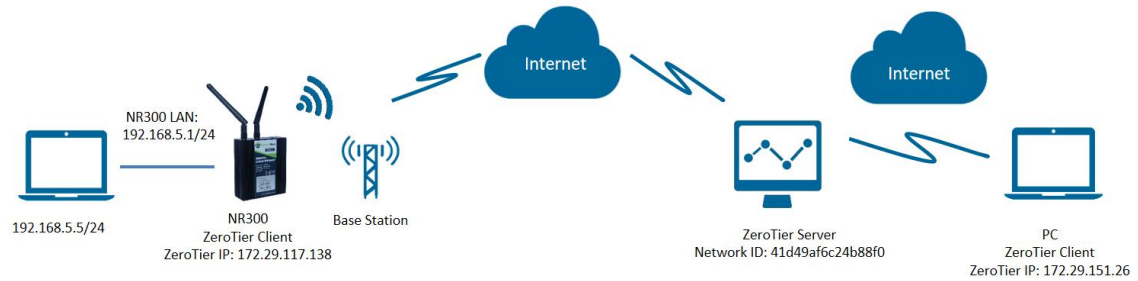 Internet
Internet
NR300 LAN:
192.168.5.1/24
192.168.5.5/24
NR300
ZeroTier Client
ZeroTier IP: 172.29.117.138
Base Station
ZeroTier Server
Network ID: 41d49af6c24b88f0
PC
ZeroTier Client
ZeroTier IP: 172.29.151.26